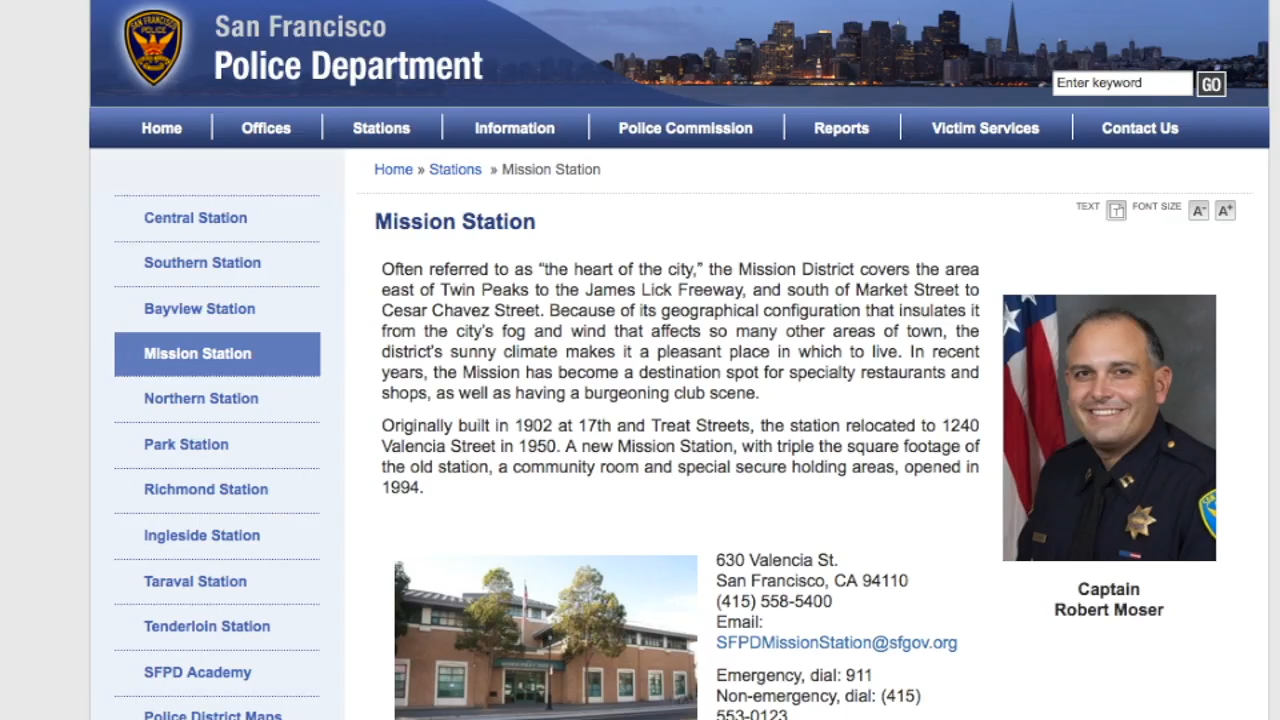 SAN FRANCISCO
POLICE
San Francisco
Police Department
Enter keyword
GO
Home
Offices
Stations
Information
Police Commission
Reports
Victim Services
Contact Us
Home » Stations » Mission Station
TEXT
T
FONT SIZE
A-
A+
Central Station
Southern Station
Bayview Station
Mission Station
Northern Station
Park Station
Richmond Station
Ingleside Station
Taraval Station
Tenderloin Station
SFPD Academy
Police District Maps
Mission Station
Often referred to as “the heart of the city,” the Mission District covers the area
east of Twin Peaks to the James Lick Freeway, and south of Market Street to
Cesar Chavez Street. Because of its geographical configuration that insulates it
from the city’s fog and wind that affects so many other areas of town, the
district’s sunny climate makes it a pleasant place in which to live. In recent
years, the Mission has become a destination spot for specialty restaurants and
shops, as well as having a burgeoning club scene.
Originally built in 1902 at 17th and Treat Streets, the station relocated to 1240
Valencia Street in 1950. A new Mission Station, with triple the square footage of
the old station, a community room and special secure holding areas, opened in
1994.
630 Valencia St.
San Francisco, CA 94110
(415) 558-5400
Email:
SFPDMissionStation@sfgov.org
Emergency, dial: 911
Non-emergency, dial: (415)
553-0123
Captain
Robert Moser